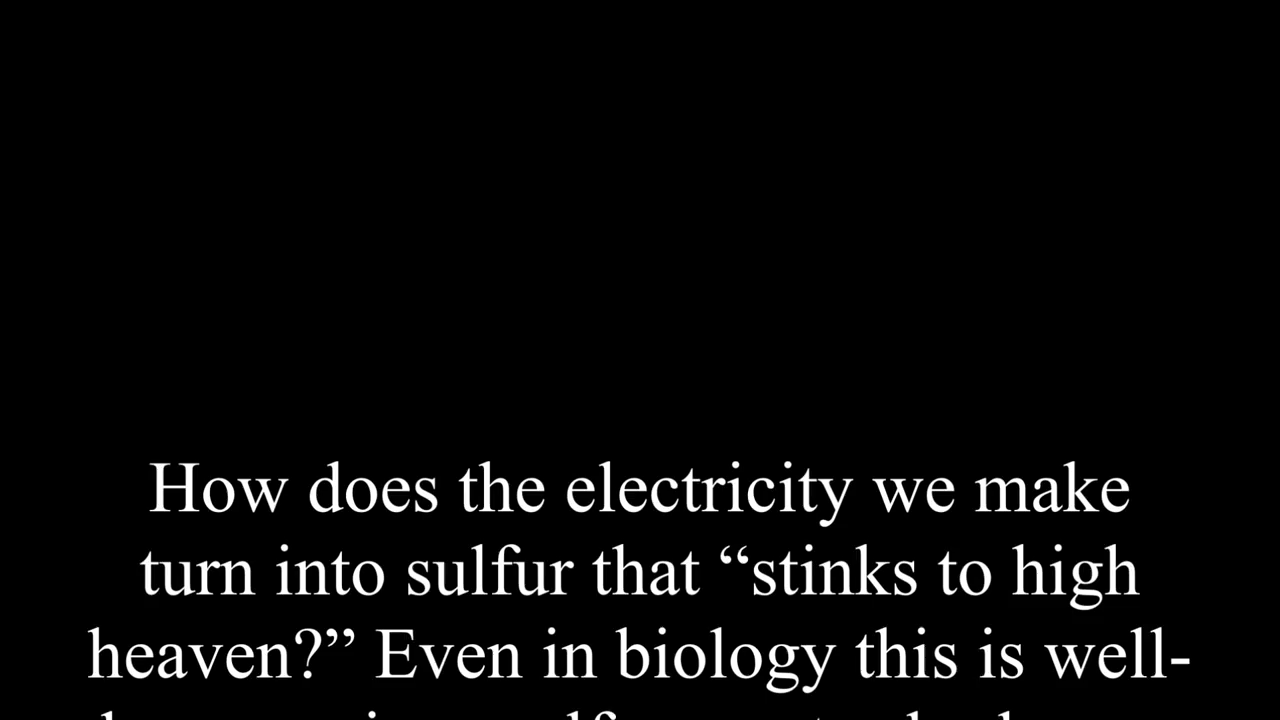 How does the electricity we make
turn into sulfur that “stinks to high
heaven?” Even in biology this is well-